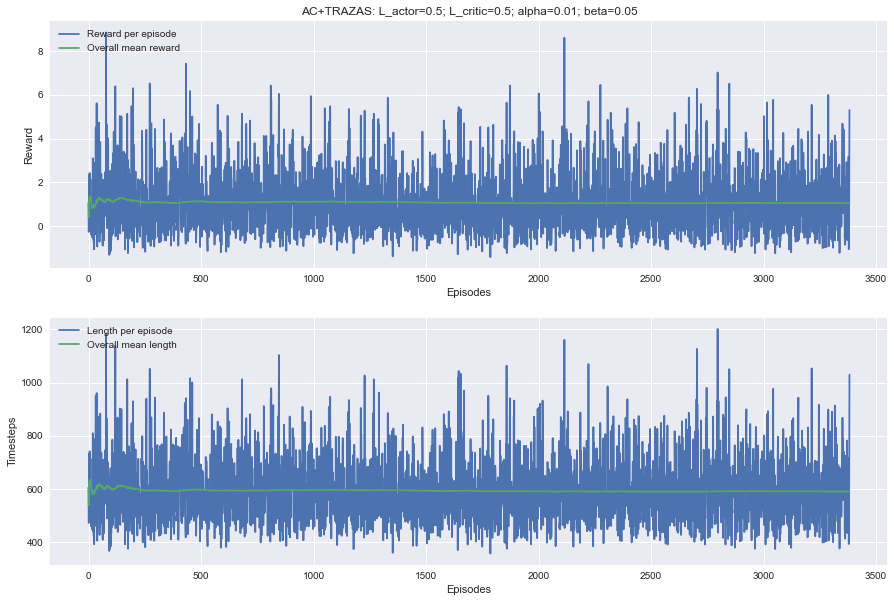 AC+TRAZAS: L_actor=0.5; L_critic=0.5; alpha=0.01; beta=0.05
Reward per episode
Overall mean reward
8
6
4
2
0
Reward
0 500 1000 1500 2000 2500 3000 3500
Episodes
Length per episode
Overall mean length
1200
1000
800
600
400
Timesteps
0 500 1000 1500 2000 2500 3000 3500
Episodes